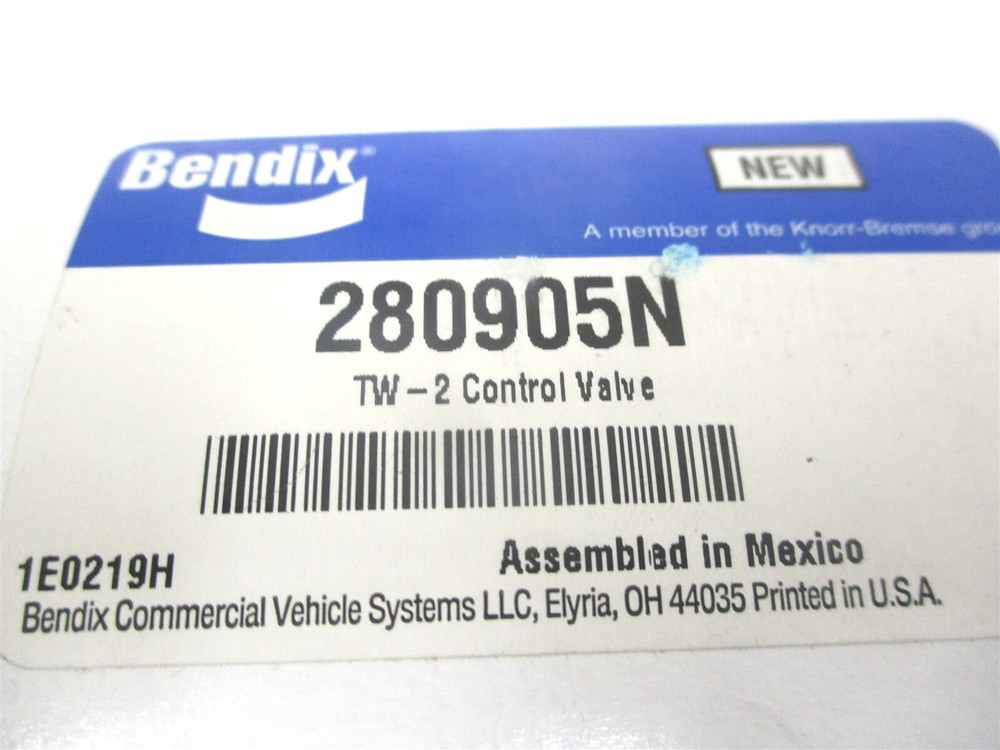 Bendix®
NEW
A member of the Knorr-Bremse
280905N
TW-2 Control Valve
1E0219H
Assembled in Mexico
Bendix Commercial Vehicle Systems LLC, Elyria, OH 44035 Printed in U.S.A.